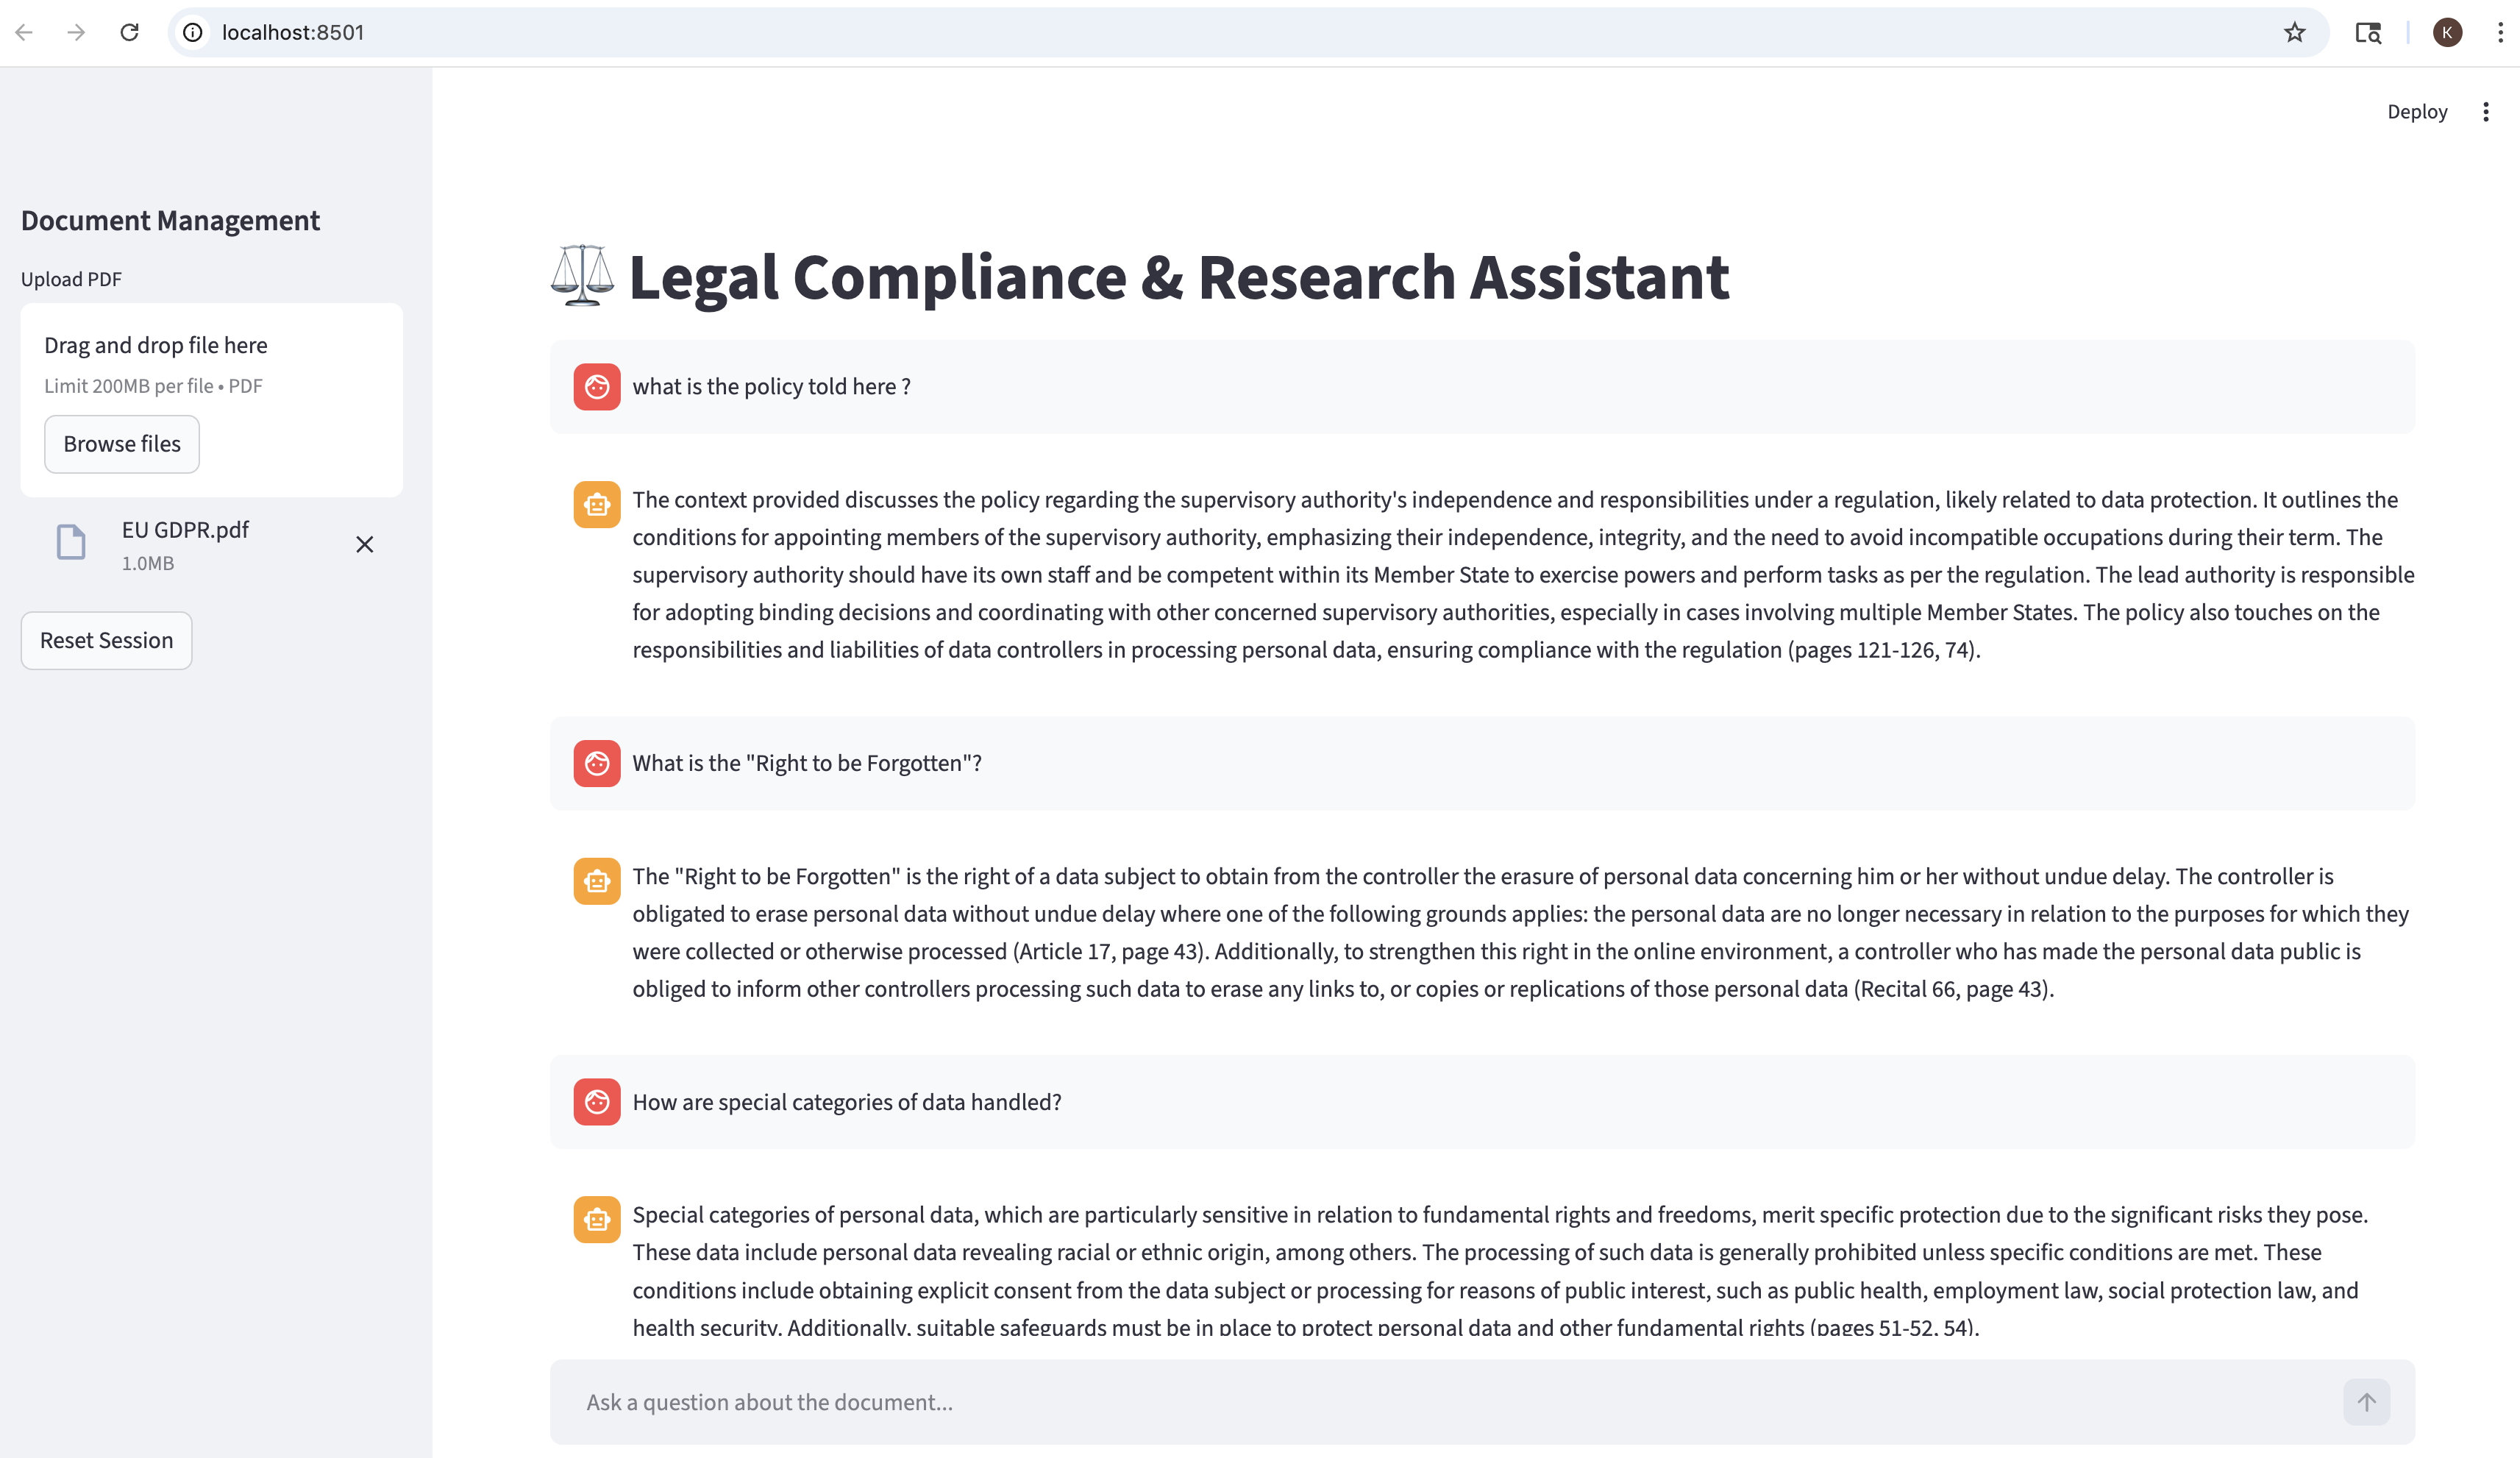 localhost:8501
K
Deploy
Document Management
Upload PDF
Drag and drop file here
Limit 200MB per file • PDF
Browse files
EU GDPR.pdf
1.0MB
Reset Session
Legal Compliance & Research Assistant
what is the policy told here ?
The context provided discusses the policy regarding the supervisory authority's independence and responsibilities under a regulation, likely related to data protection. It outlines the
conditions for appointing members of the supervisory authority, emphasizing their independence, integrity, and the need to avoid incompatible occupations during their term. The
supervisory authority should have its own staff and be competent within its Member State to exercise powers and perform tasks as per the regulation. The lead authority is responsible
for adopting binding decisions and coordinating with other concerned supervisory authorities, especially in cases involving multiple Member States. The policy also touches on the
responsibilities and liabilities of data controllers in processing personal data, ensuring compliance with the regulation (pages 121-126, 74).
What is the "Right to be Forgotten"?
The "Right to be Forgotten" is the right of a data subject to obtain from the controller the erasure of personal data concerning him or her without undue delay. The controller is
obligated to erase personal data without undue delay where one of the following grounds applies: the personal data are no longer necessary in relation to the purposes for which they
were collected or otherwise processed (Article 17, page 43). Additionally, to strengthen this right in the online environment, a controller who has made the personal data public is
obliged to inform other controllers processing such data to erase any links to, or copies or replications of those personal data (Recital 66, page 43).
How are special categories of data handled?
Special categories of personal data, which are particularly sensitive in relation to fundamental rights and freedoms, merit specific protection due to the significant risks they pose.
These data include personal data revealing racial or ethnic origin, among others. The processing of such data is generally prohibited unless specific conditions are met. These
conditions include obtaining explicit consent from the data subject or processing for reasons of public interest, such as public health, employment law, social protection law, and
health security. Additionally, suitable safeguards must be in place to protect personal data and other fundamental rights (pages 51-52, 54).
Ask a question about the document...